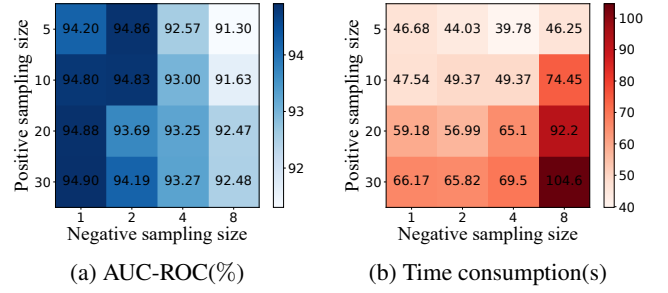 5 94.20 94.86 92.57 91.30
10 94.80 94.83 93.00 91.63
20 94.88 93.69 93.25 92.47
30 94.90 94.19 93.27 92.48
1 2 4 8
Positive sampling size
Negative sampling size
94
93
92
(a) AUC-ROC(%)
5 46.68 44.03 39.78 46.25
10 47.54 49.37 49.37 74.45
20 59.18 56.99 65.1 92.2
30 66.17 65.82 69.5 104.6
1 2 4 8
Positive sampling size
Negative sampling size
100
90
80
70
60
50
40
(b) Time consumption(s)